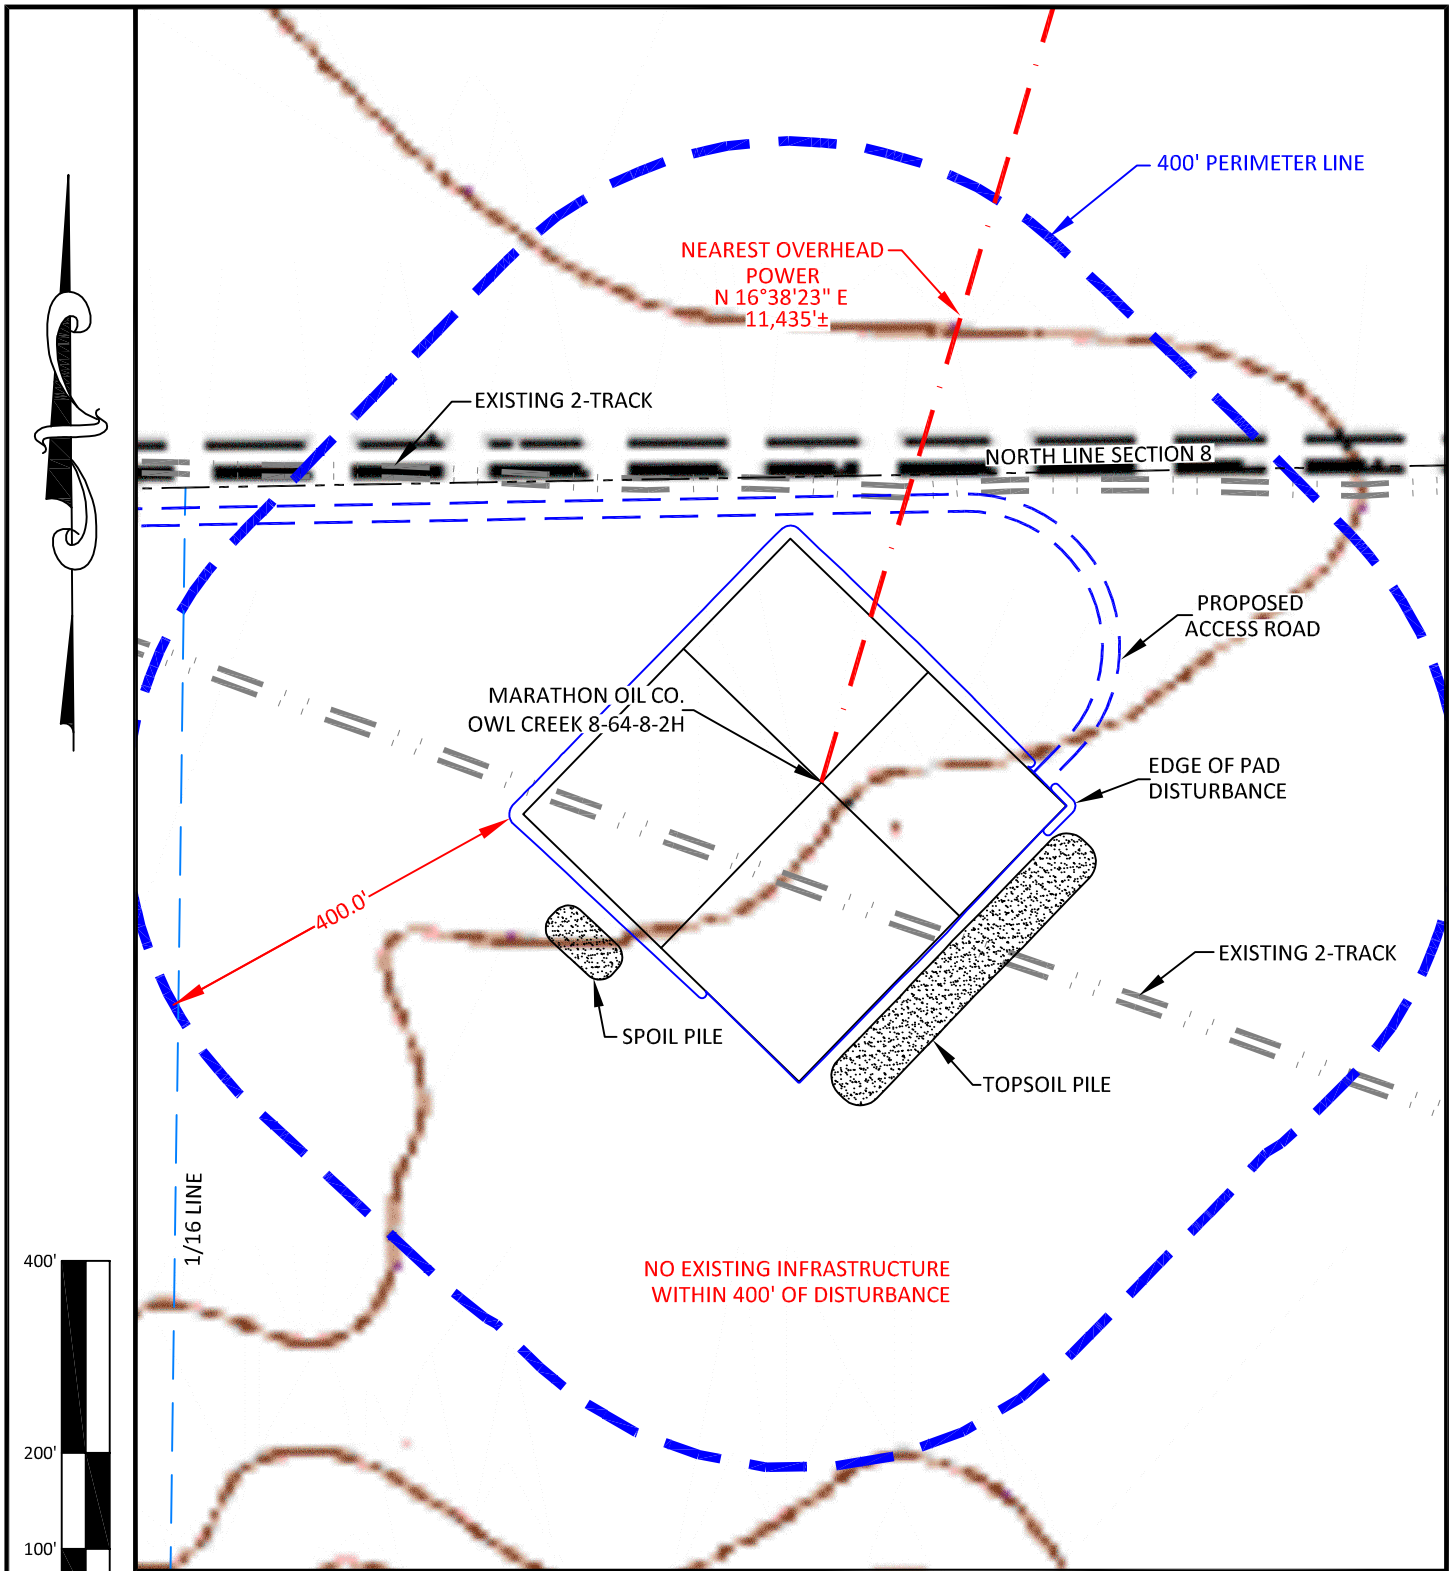 400' PERIMETER LINE
NEAREST OVERHEAD
POWER
N 16°38'23" E
11,435'±
EXISTING 2-TRACK
NORTH LINE SECTION 8
PROPOSED
ACCESS ROAD
MARATHON OIL CO.
OWL CREEK 8-64-8-2H
EDGE OF PAD
DISTURBANCE
400.0'
EXISTING 2-TRACK
SPOIL PILE
TOPSOIL PILE
1/16 LINE
NO EXISTING INFRASTRUCTURE
WITHIN 400' OF DISTURBANCE
400'
200'
100'